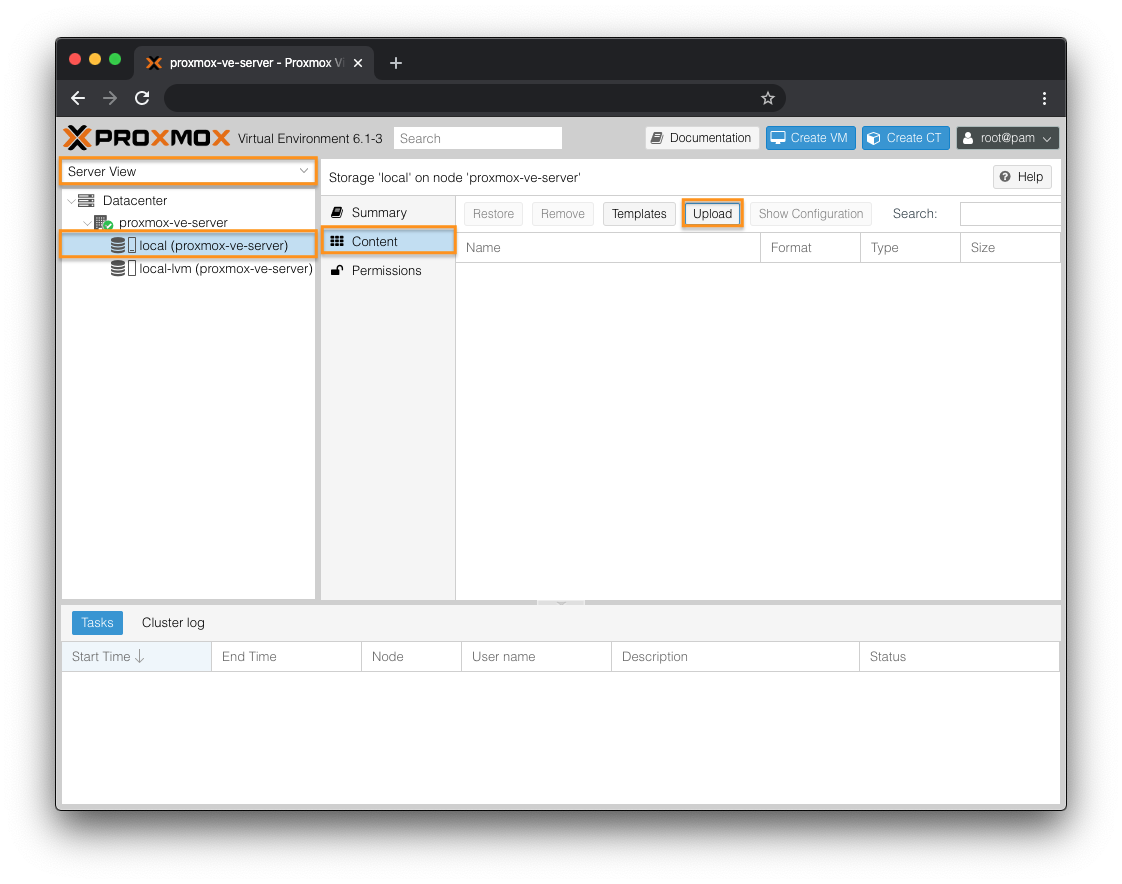 proxmox-ve-server - Proxmox Vi
PROXMOX Virtual Environment 6.1-3 Search Documentation Create VM Create CT root@pam
Server View
Storage 'local' on node 'proxmox-ve-server' Help
Datacenter
proxmox-ve-server
local (proxmox-ve-server)
local-lvm (proxmox-ve-server)
Summary
Content
Permissions
Restore Remove Templates Upload Show Configuration Search:
Name Format Type Size
Tasks Cluster log
Start Time End Time Node User name Description Status